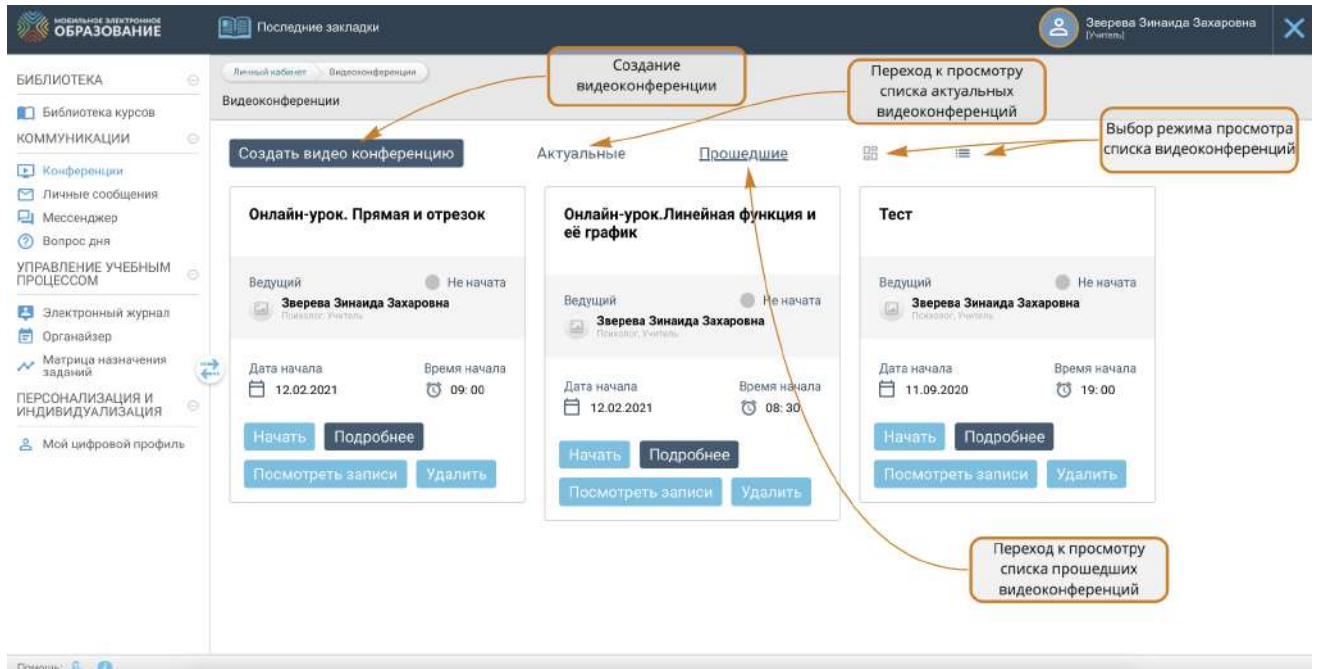 МОБИЛЬНОЕ ЭЛЕКТРОННОЕ
ОБРАЗОВАНИЕ
Последние закладки
Зверева Зинаида Захаровна
[Учитель]
БИБЛИОТЕКА
Библиотека курсов
КОММУНИКАЦИИ
Конференции
Личные сообщения
Мессенджер
Вопрос дня
УПРАВЛЕНИЕ УЧЕБНЫМ
ПРОЦЕССОМ
Электронный журнал
Органайзер
Матрица назначения
заданий
ПЕРСОНАЛИЗАЦИЯ И
ИНДИВИДУАЛИЗАЦИЯ
Мой цифровой профиль
Личный кабинет
Видеоконференции
Видеоконференции
Создание
видеоконференции
Переход к просмотру
списка актуальных
видеоконференций
Выбор режима просмотра
списка видеоконференций
Создать видео конференцию
Актуальные
Прошедшие
Онлайн-урок. Прямая и отрезок
Ведущий
Не начата
Зверева Зинаида Захаровна
Психолог, Учитель
Дата начала
Время начала
12.02.2021
09: 00
Начать
Подробнее
Посмотреть записи
Удалить
Онлайн-урок.Линейная функция и
её график
Ведущий
Не начата
Зверева Зинаида Захаровна
Психолог, Учитель
Дата начала
Время начала
12.02.2021
08: 30
Начать
Подробнее
Посмотреть записи
Удалить
Тест
Ведущий
Не начата
Зверева Зинаида Захаровна
Психолог, Учитель
Дата начала
Время начала
11.09.2020
19: 00
Начать
Подробнее
Посмотреть записи
Удалить
Переход к просмотру
списка прошедших
видеоконференций
Помощь: